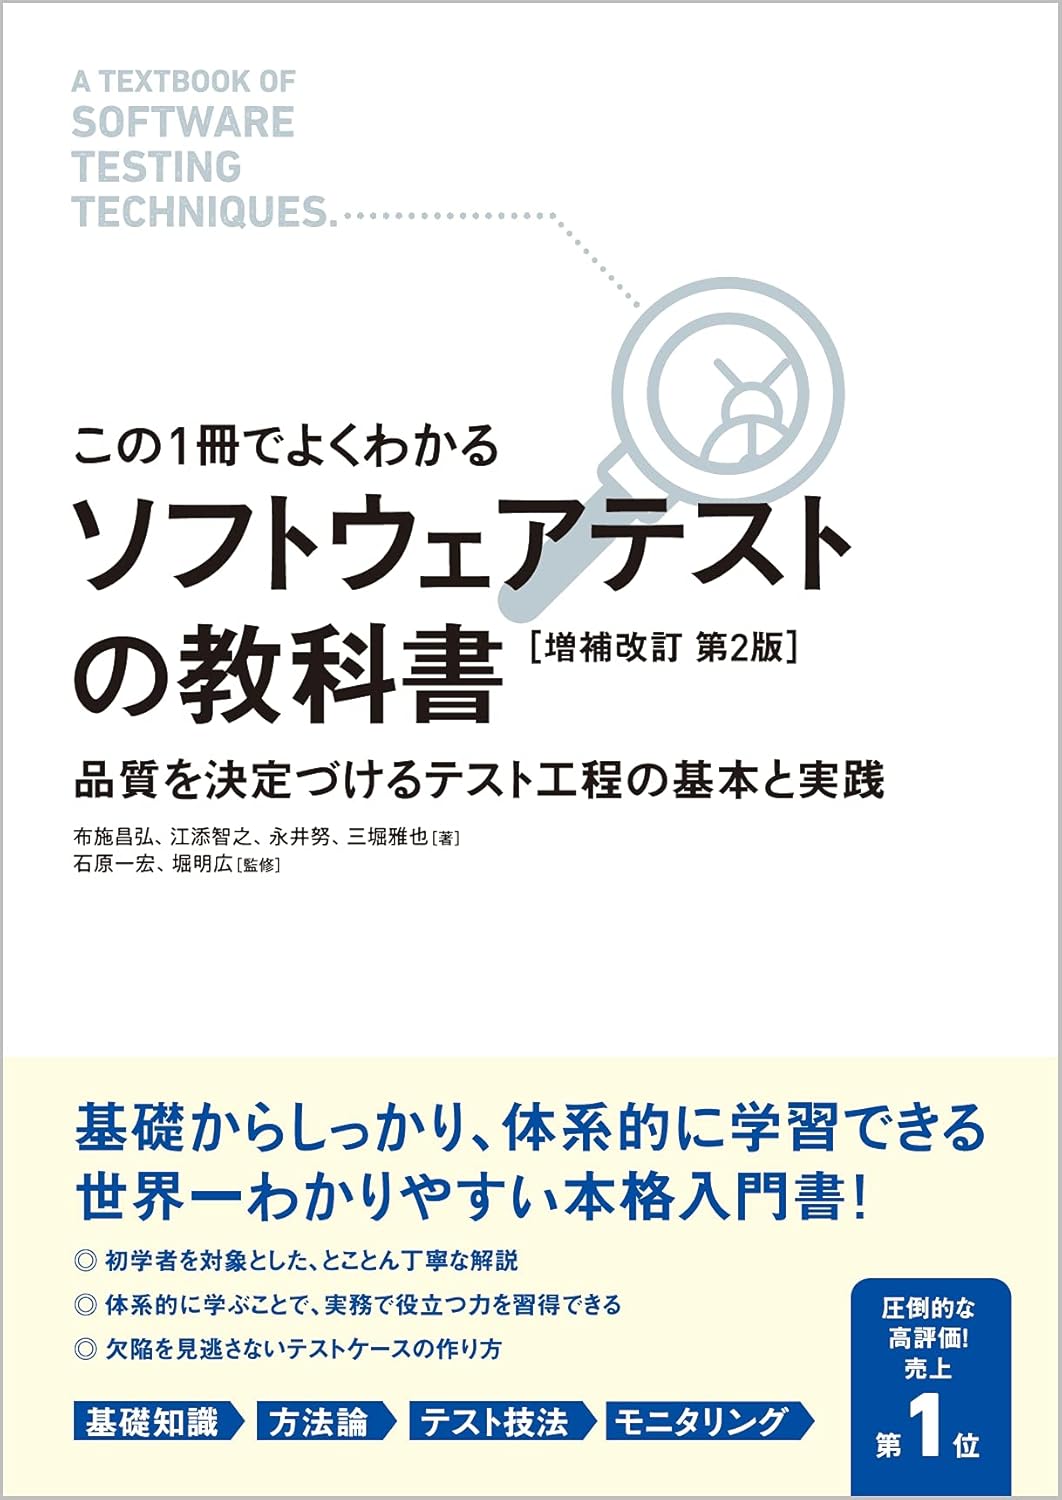 A TEXTBOOK OF
SOFTWARE
TESTING
TECHNIQUES.
この1冊でよくわかる
ソフトウェアテスト
の教科書 [増補改訂 第2版]
品質を決定づけるテスト工程の基本と実践
布施昌弘、江添智之、永井努、三堀雅也[著]
石原一宏、堀明広[監修]
基礎からしっかり、体系的に学習できる
世界一わかりやすい本格入門書!
◎ 初学者を対象とした、とことん丁寧な解説
◎ 体系的に学ぶことで、実務で役立つ力を習得できる
◎ 欠陥を見逃さないテストケースの作り方
基礎知識 方法論 テスト技法 モニタリング
圧倒的な
高評価!
売上
第1位